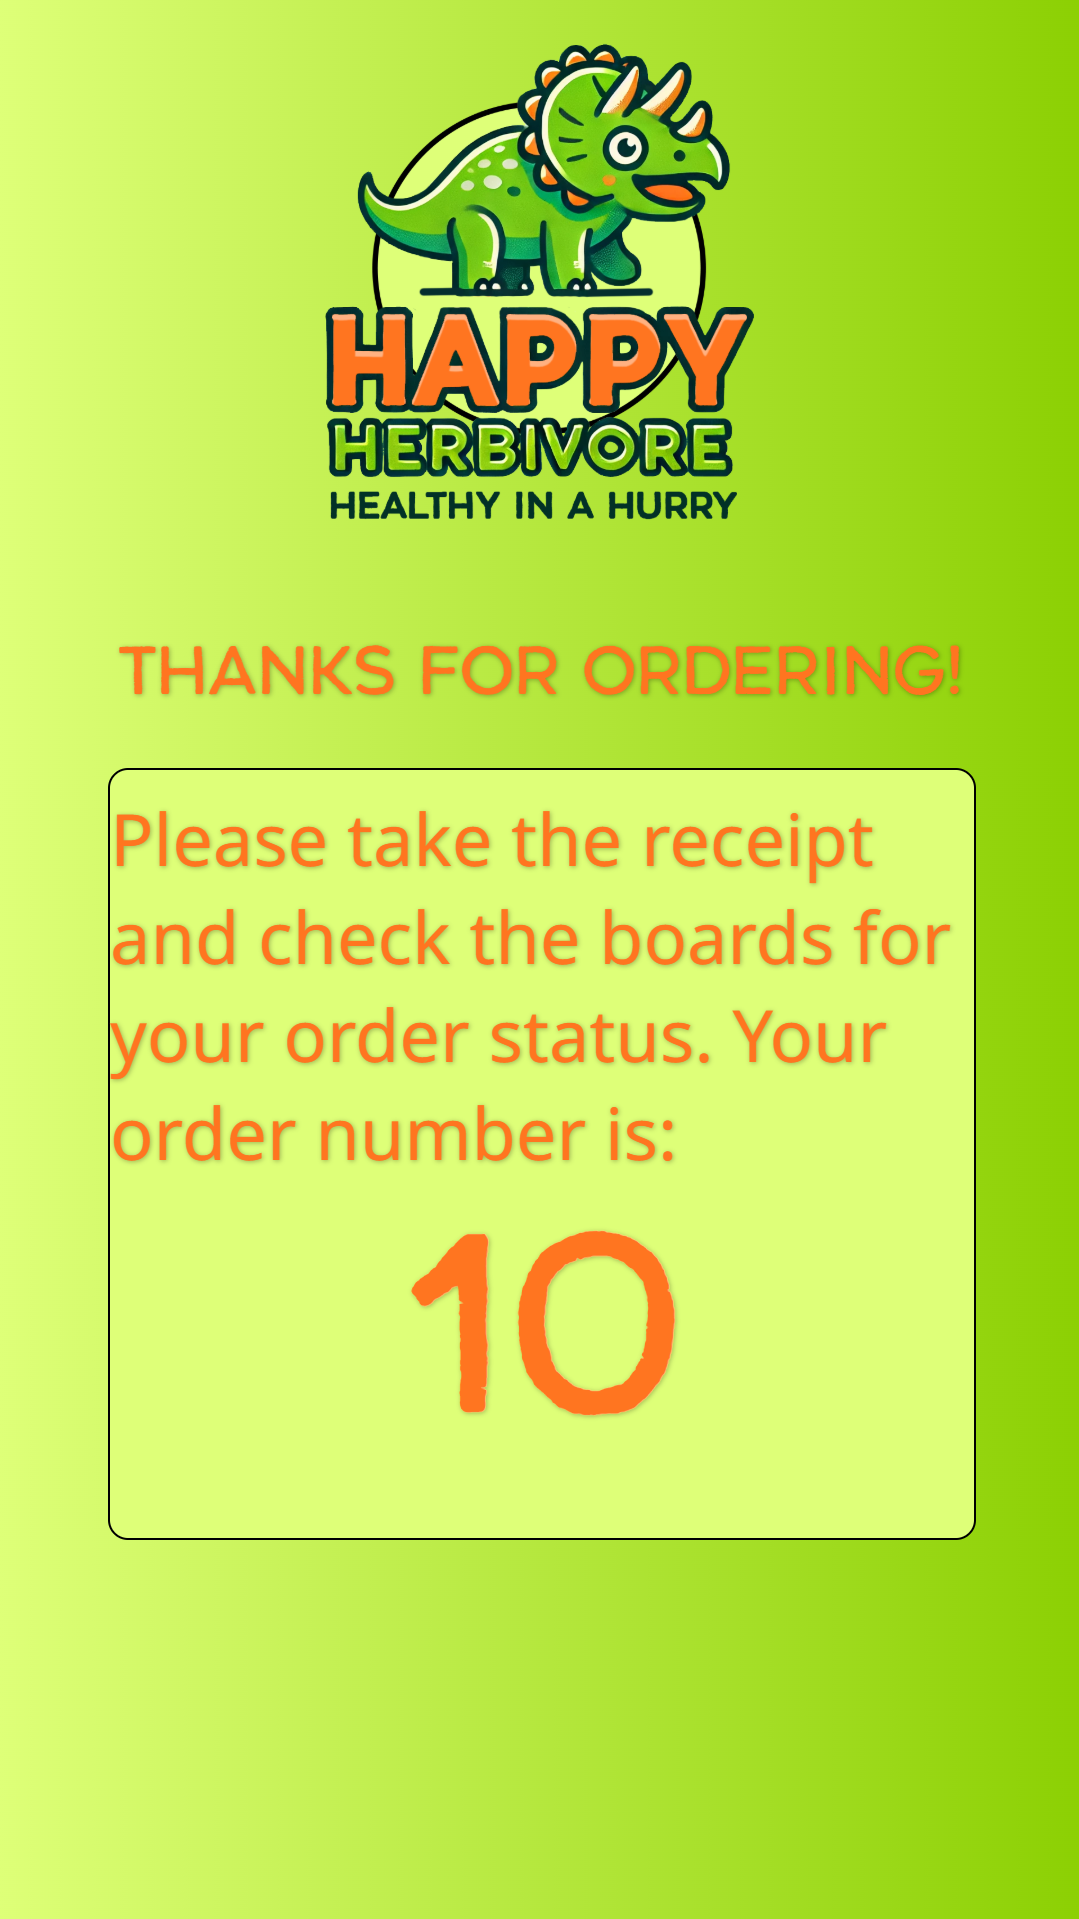 HAPPY
HERBIVORE
HEALTHY IN A HURRY
THANKS FOR ORDERING!
Please take the receipt
and check the boards for
your order status. Your
order number is:
10